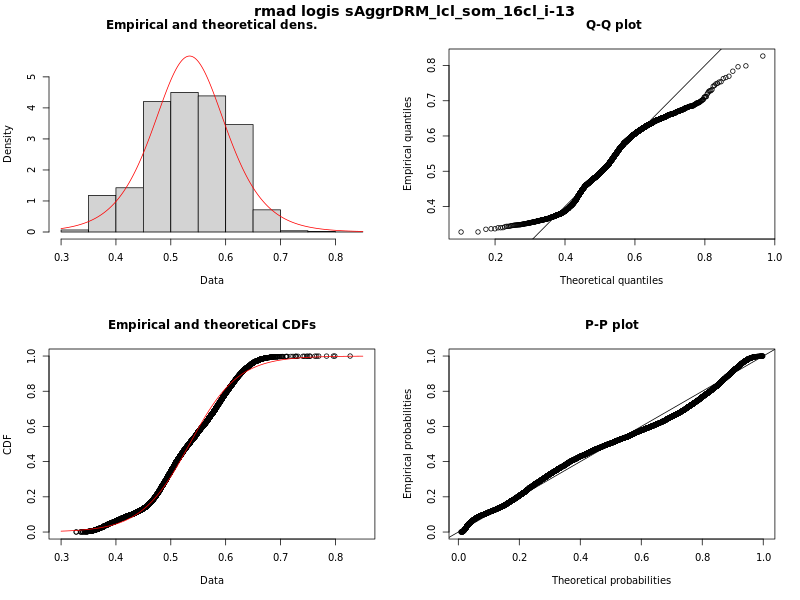 rmad logis sAggrDRM_lcl_som_16cl_i-13
Empirical and theoretical dens.
Density
0 1 2 3 4 5
0.3 0.4 0.5 0.6 0.7 0.8
Data
Q-Q plot
Empirical quantiles
0.4 0.5 0.6 0.7 0.8
0.2 0.4 0.6 0.8 1.0
Theoretical quantiles
Empirical and theoretical CDFs
CDF
0.0 0.2 0.4 0.6 0.8 1.0
0.3 0.4 0.5 0.6 0.7 0.8
Data
P-P plot
Empirical probabilities
0.0 0.2 0.4 0.6 0.8 1.0
0.0 0.2 0.4 0.6 0.8 1.0
Theoretical probabilities